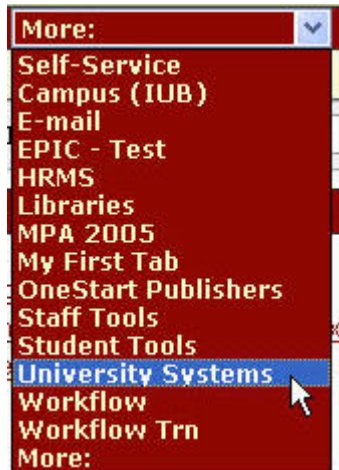 More:
Self-Service
Campus (IUB)
E-mail
EPIC - Test
HRMS
Libraries
MPA 2005
My First Tab
OneStart Publishers
Staff Tools
Student Tools
University Systems
Workflow
Workflow Trn
More: